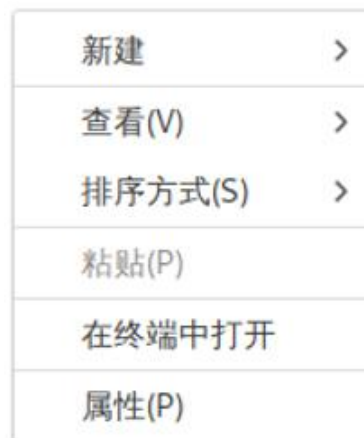 新建
查看(V)
排序方式(S)
粘贴(P)
在终端中打开
属性(P)